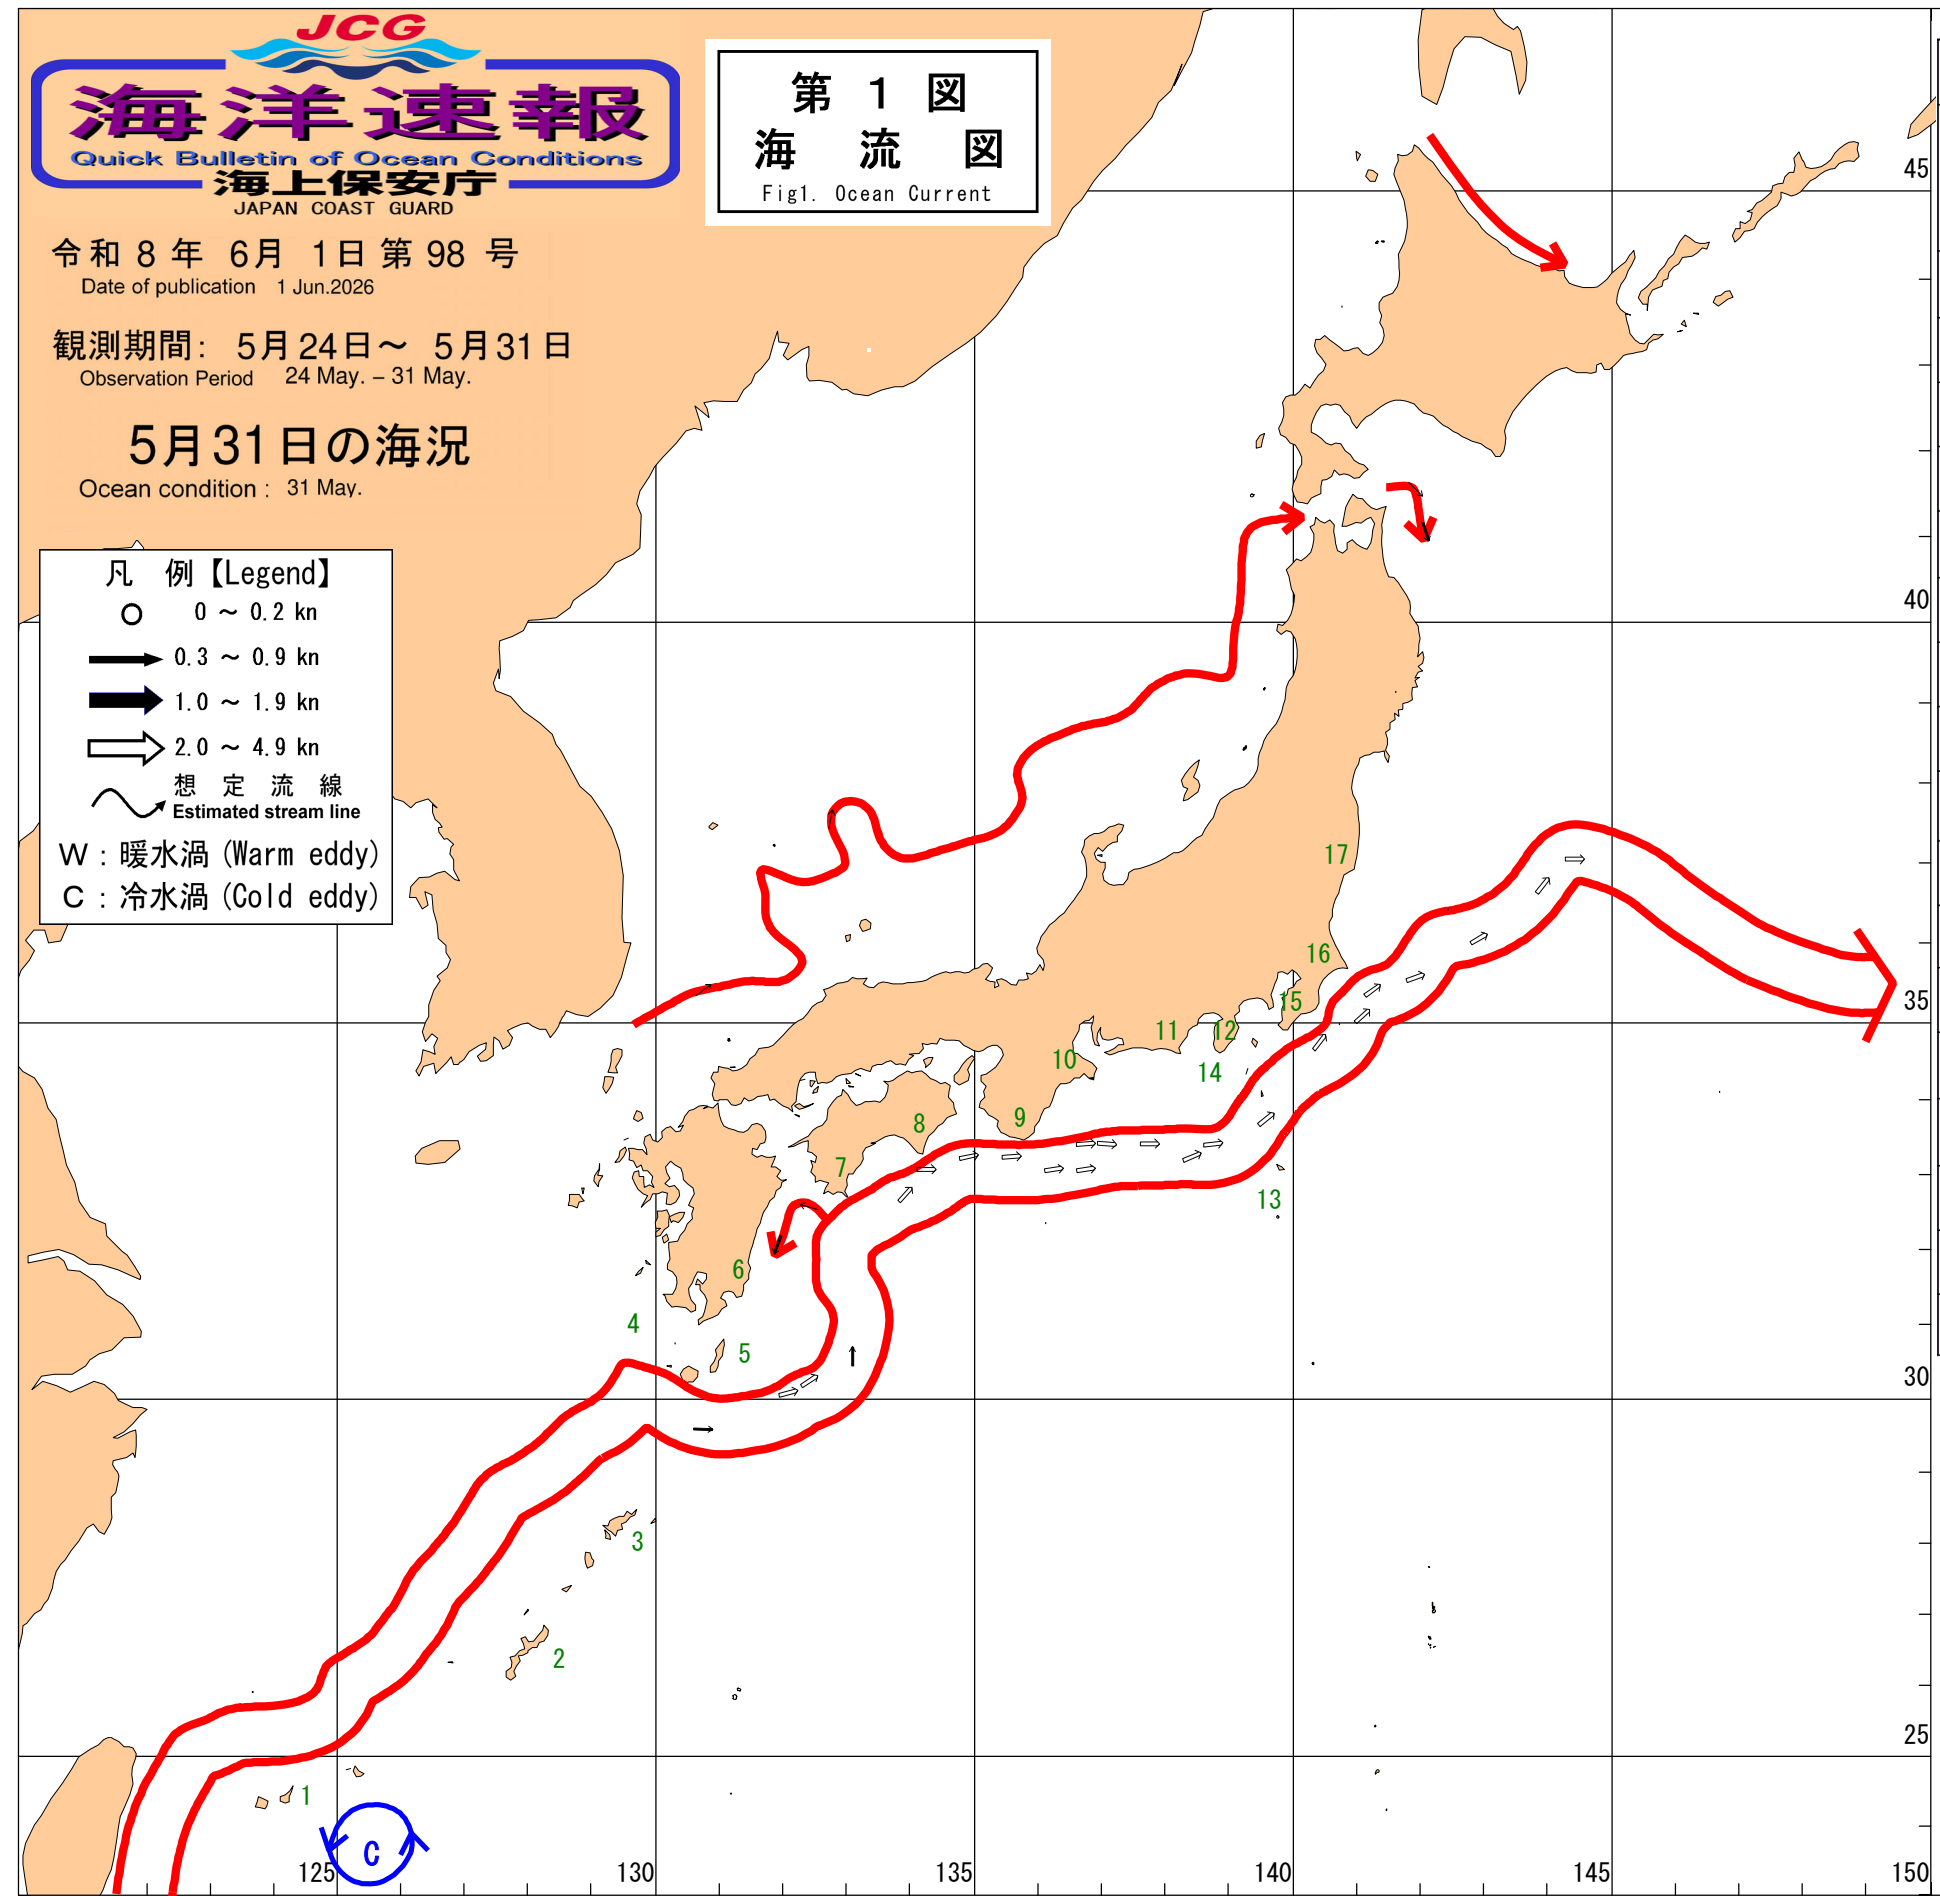 JCG
海洋速報
Quick Bulletin of Ocean Conditions
海上保安庁
JAPAN COAST GUARD
第 1 図
海 流 図
Fig1. Ocean Current
令和 8 年 6月 1日 第 98 号
Date of publication 1 Jun.2026
観測期間: 5月24日～ 5月31日
Observation Period 24 May. – 31 May.
5月31日の海況
Ocean condition : 31 May.
凡 例【Legend】
0 ～ 0.2 kn
0.3 ～ 0.9 kn
1.0 ～ 1.9 kn
2.0 ～ 4.9 kn
想 定 流 線
Estimated stream line
W : 暖水渦 (Warm eddy)
C : 冷水渦 (Cold eddy)
45
40
17
16
35
15
11
12
10
14
9
8
7
13
6
4
5
30
3
2
25
1
C
125
130
135
140
145
150